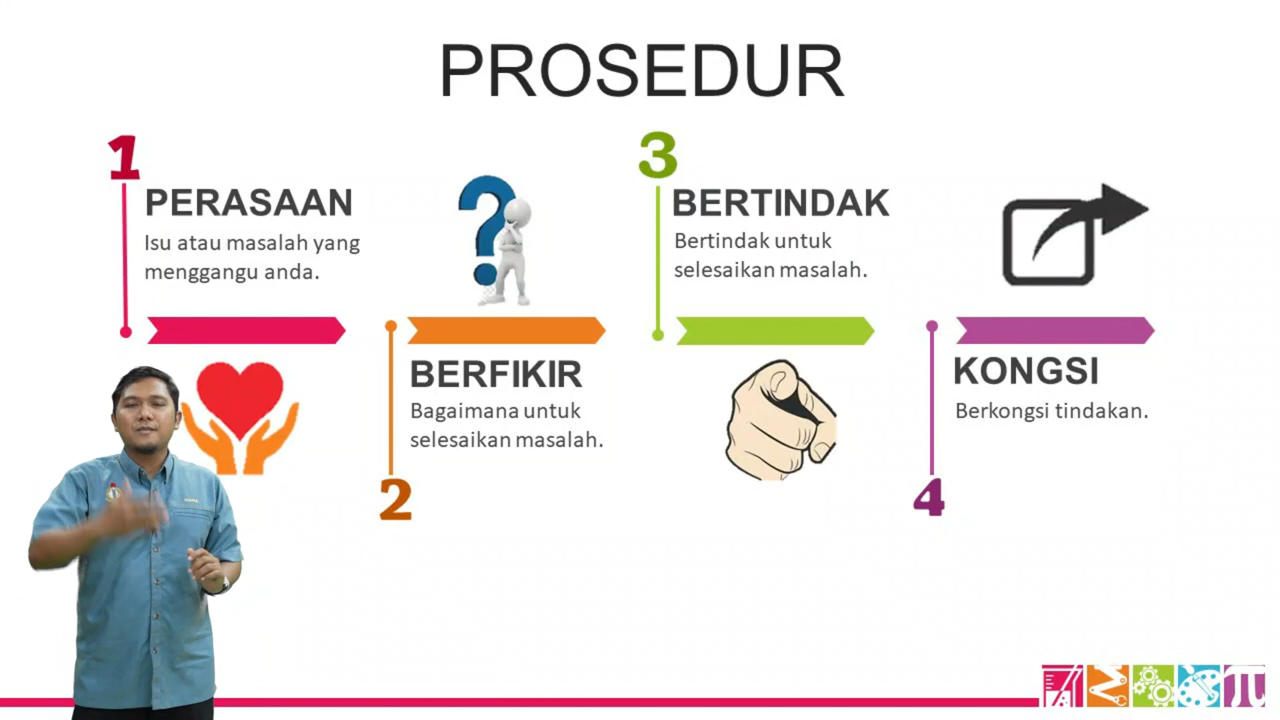 PROSEDUR
1
PERASAAN
Isu atau masalah yang
menggangu anda.
BERFIKIR
Bagaimana untuk
selesaikan masalah.
2
3
BERTINDAK
Bertindak untuk
selesaikan masalah.
KONGSI
Berkongsi tindakan.
4